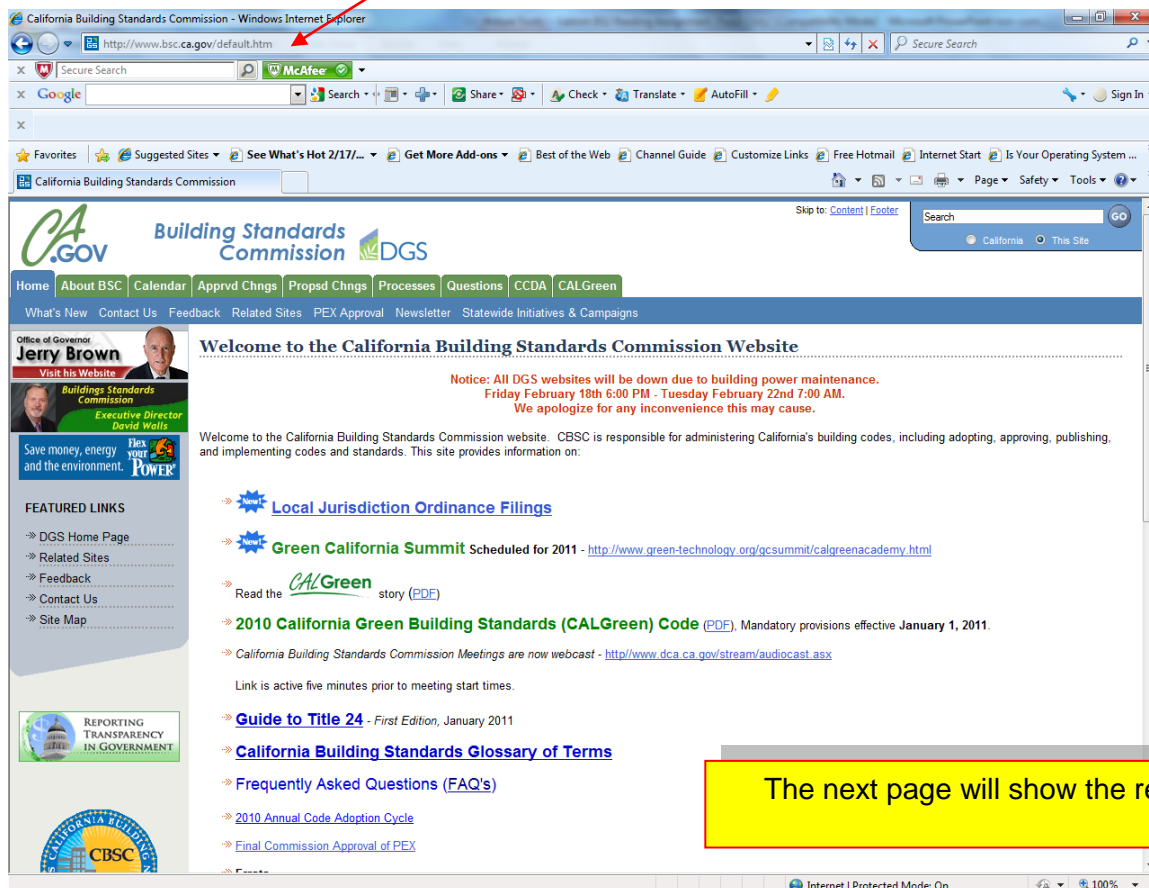 California Building Standards Commission - Windows Internet Explorer
http://www.bsc.ca.gov/default.htm
Secure Search
x Secure Search McAfee
x Google Search Share Check Translate AutoFill Sign In
x
Favorites Suggested Sites See What's Hot 2/17/... Get More Add-ons Best of the Web Channel Guide Customize Links Free Hotmail Internet Start Is Your Operating System ...
California Building Standards Commission Page Safety Tools
CA.GOV
Building Standards Commission DGS
Skip to: Content | Footer
Search GO
California This Site
Home About BSC Calendar Apprvd Chngs Propsd Chngs Processes Questions CCDA CALGreen
What's New Contact Us Feedback Related Sites PEX Approval Newsletter Statewide Initiatives & Campaigns
Office of Governor
Jerry Brown
Visit his Website
Buildings Standards
Commission
Executive Director
David Walls
Save money, energy
and the environment.
Flex
your
Power
FEATURED LINKS
DGS Home Page
Related Sites
Feedback
Contact Us
Site Map
Reporting
Transparency
in Government
CBSC
Welcome to the California Building Standards Commission Website
Notice: All DGS websites will be down due to building power maintenance.
Friday February 18th 6:00 PM - Tuesday February 22nd 7:00 AM.
We apologize for any inconvenience this may cause.
Welcome to the California Building Standards Commission website. CBSC is responsible for administering California's building codes, including adopting, approving, publishing,
and implementing codes and standards. This site provides information on:
New! Local Jurisdiction Ordinance Filings
New! Green California Summit Scheduled for 2011 - http://www.green-technology.org/gcsummit/calgreenacademy.html
Read the CALGreen story (PDF)
2010 California Green Building Standards (CALGreen) Code (PDF), Mandatory provisions effective January 1, 2011.
California Building Standards Commission Meetings are now webcast - http//www.dca.ca.gov/stream/audiocast.asx
Link is active five minutes prior to meeting start times.
Guide to Title 24 - First Edition, January 2011
California Building Standards Glossary of Terms
Frequently Asked Questions (FAQ's)
2010 Annual Code Adoption Cycle
Final Commission Approval of PEX
The next page will show the re
Internet | Protected Mode: On 100%